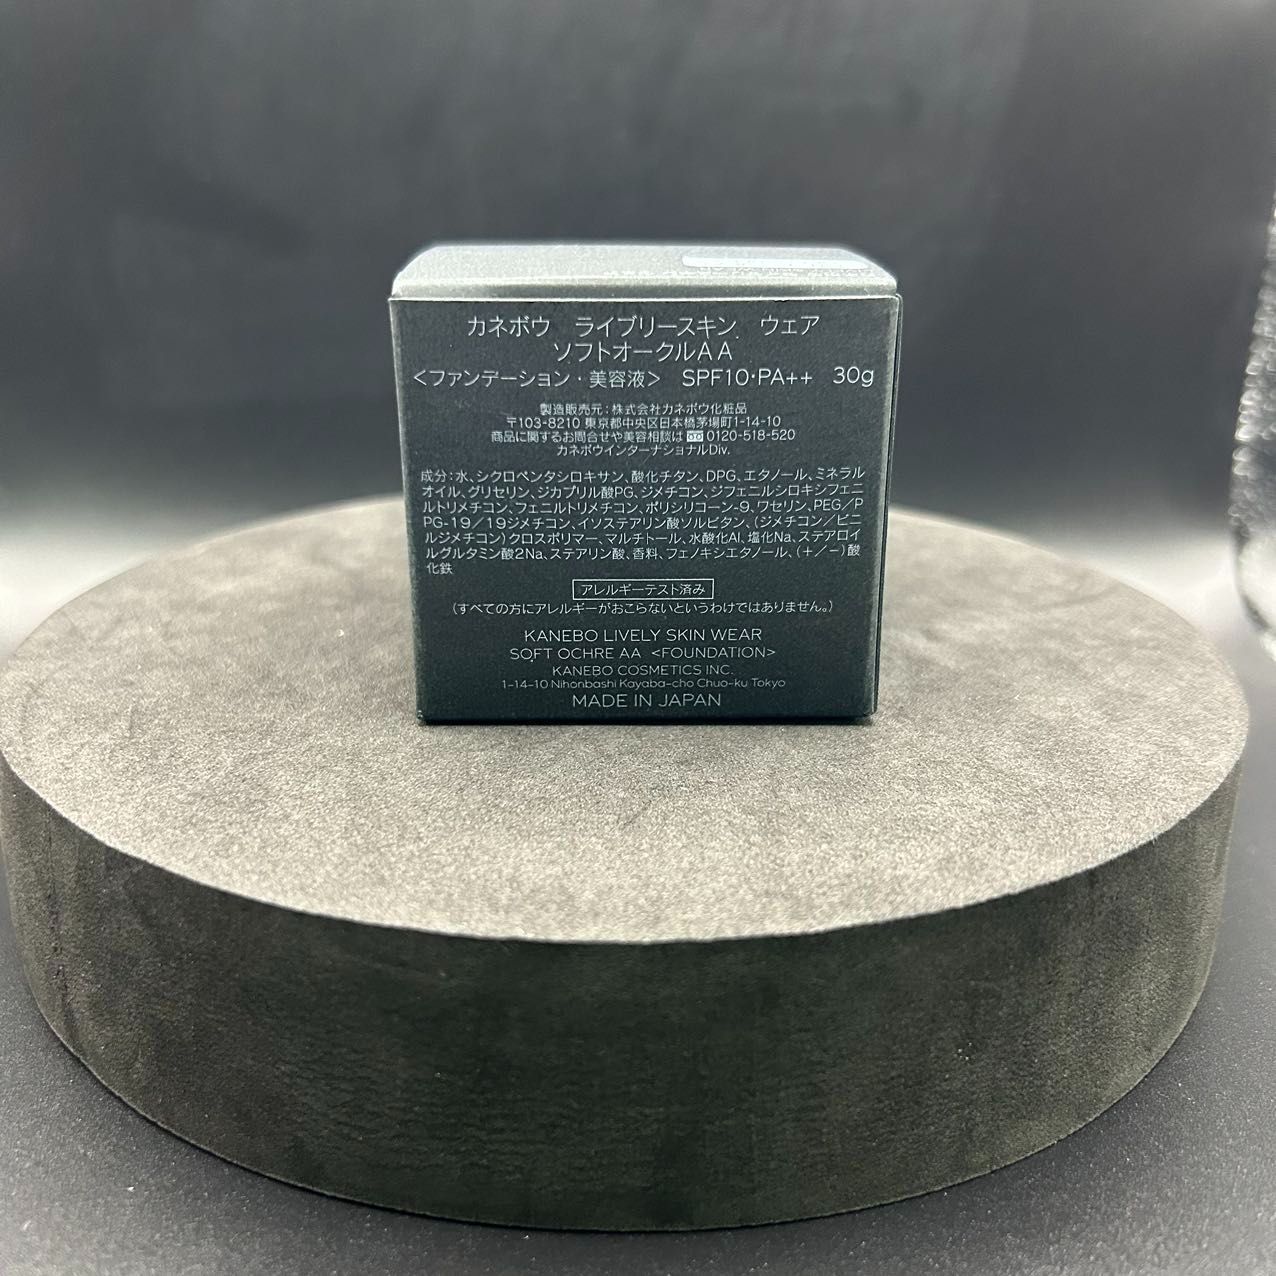 カネボウ　ライブリースキン　ウェア
ソフトオークルＡＡ
＜ファンデーション・美容液＞　SPF10・PA++　30g
製造販売元：株式会社カネボウ化粧品
〒103-8210 東京都中央区日本橋茅場町1-14-10
商品に関するお問合せや美容相談は 0120-518-520
カネボウインターナショナルDiv.
成分：水、シクロペンタシロキサン、酸化チタン、DPG、エタノール、ミネラル
オイル、グリセリン、ジカプリル酸PG、ジメチコン、ジフェニルシロキシフェニ
ルトリメチコン、フェニルトリメチコン、ポリシリコーン-9、ワセリン、PEG／P
PG-19／19ジメチコン、イソステアリン酸ソルビタン、（ジメチコン／ビニ
ルジメチコン）クロスポリマー、マルチトール、水酸化Al、塩化Na、ステアロイ
ルグルタミン酸2Na、ステアリン酸、香料、フェノキシエタノール、（＋／－）酸
化鉄
アレルギーテスト済み
（すべての方にアレルギーがおこらないというわけではありません。）
KANEBO LIVELY SKIN WEAR
SOFT OCHRE AA <FOUNDATION>
KANEBO COSMETICS INC.
1-14-10 Nihonbashi Kayaba-cho Chuo-ku Tokyo
MADE IN JAPAN